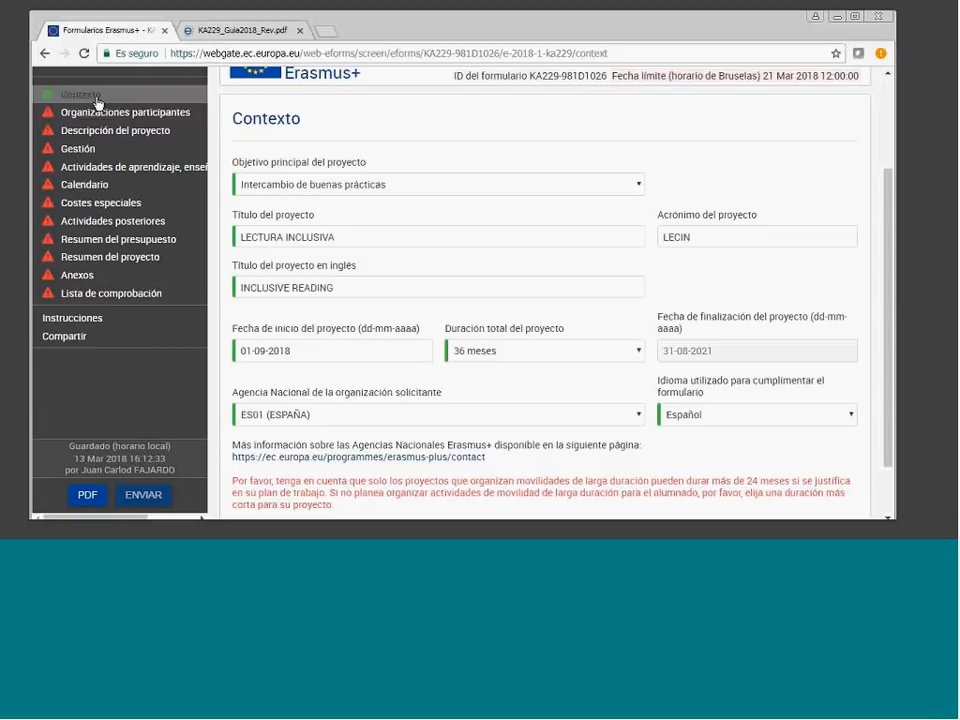 Formularios Erasmus+ - KA
KA229_Guia2018_Rev.pdf
Es seguro
https://webgate.ec.europa.eu/web-eforms/screen/eforms/KA229-981D1026/e-2018-1-ka229/context
Contexto
Organizaciones participantes
Descripción del proyecto
Gestión
Actividades de aprendizaje, enseñ
Calendario
Costes especiales
Actividades posteriores
Resumen del presupuesto
Resumen del proyecto
Anexos
Lista de comprobación
Instrucciones
Compartir
Guardado (horario local)
13 Mar 2018 16:12:33
por Juan Carlod FAJARDO
PDF
ENVIAR
Erasmus+
ID del formulario KA229-981D1026 Fecha límite (horario de Bruselas) 21 Mar 2018 12:00.00
Contexto
Objetivo principal del proyecto
Intercambio de buenas prácticas
Título del proyecto
Acrónimo del proyecto
LECTURA INCLUSIVA
LECIN
Título del proyecto en inglés
INCLUSIVE READING
Fecha de inicio del proyecto (dd-mm-aaaa)
Duración total del proyecto
Fecha de finalización del proyecto (dd-mm-
aaaa)
01-09-2018
36 meses
31-08-2021
Agencia Nacional de la organización solicitante
Idioma utilizado para cumplimentar el
formulario
ES01 (ESPAÑA)
Español
Más información sobre las Agencias Nacionales Erasmus+ disponible en la siguiente página:
https://ec.europa.eu/programmes/erasmus-plus/contact
Por favor, tenga en cuenta que solo los proyectos que organizan movilidades de larga duración pueden durar más de 24 meses si se justifica
en su plan de trabajo. Si no planea organizar actividades de movilidad de larga duración para el alumnado, por favor, elija una duración más
corta para su proyecto.